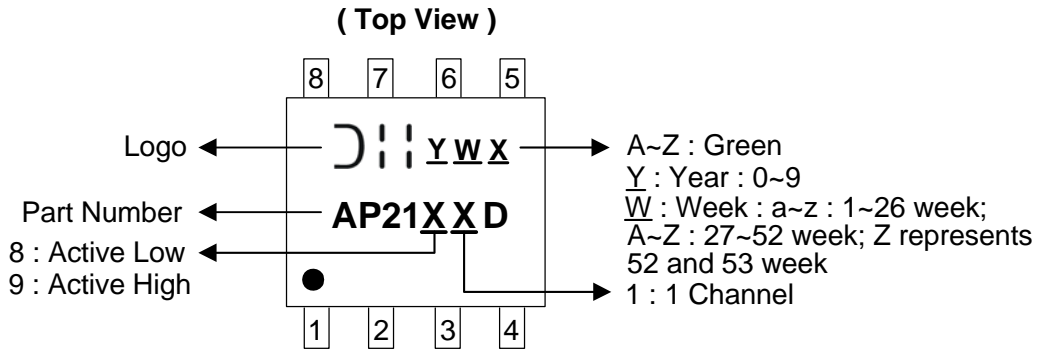 ( Top View )
8 7 6 5
Logo
Y W X
A~Z : Green
Y : Year : 0~9
W : Week : a~z : 1~26 week;
A~Z : 27~52 week; Z represents
52 and 53 week
1 : 1 Channel
Part Number
AP21XXD
8 : Active Low
9 : Active High
1 2 3 4